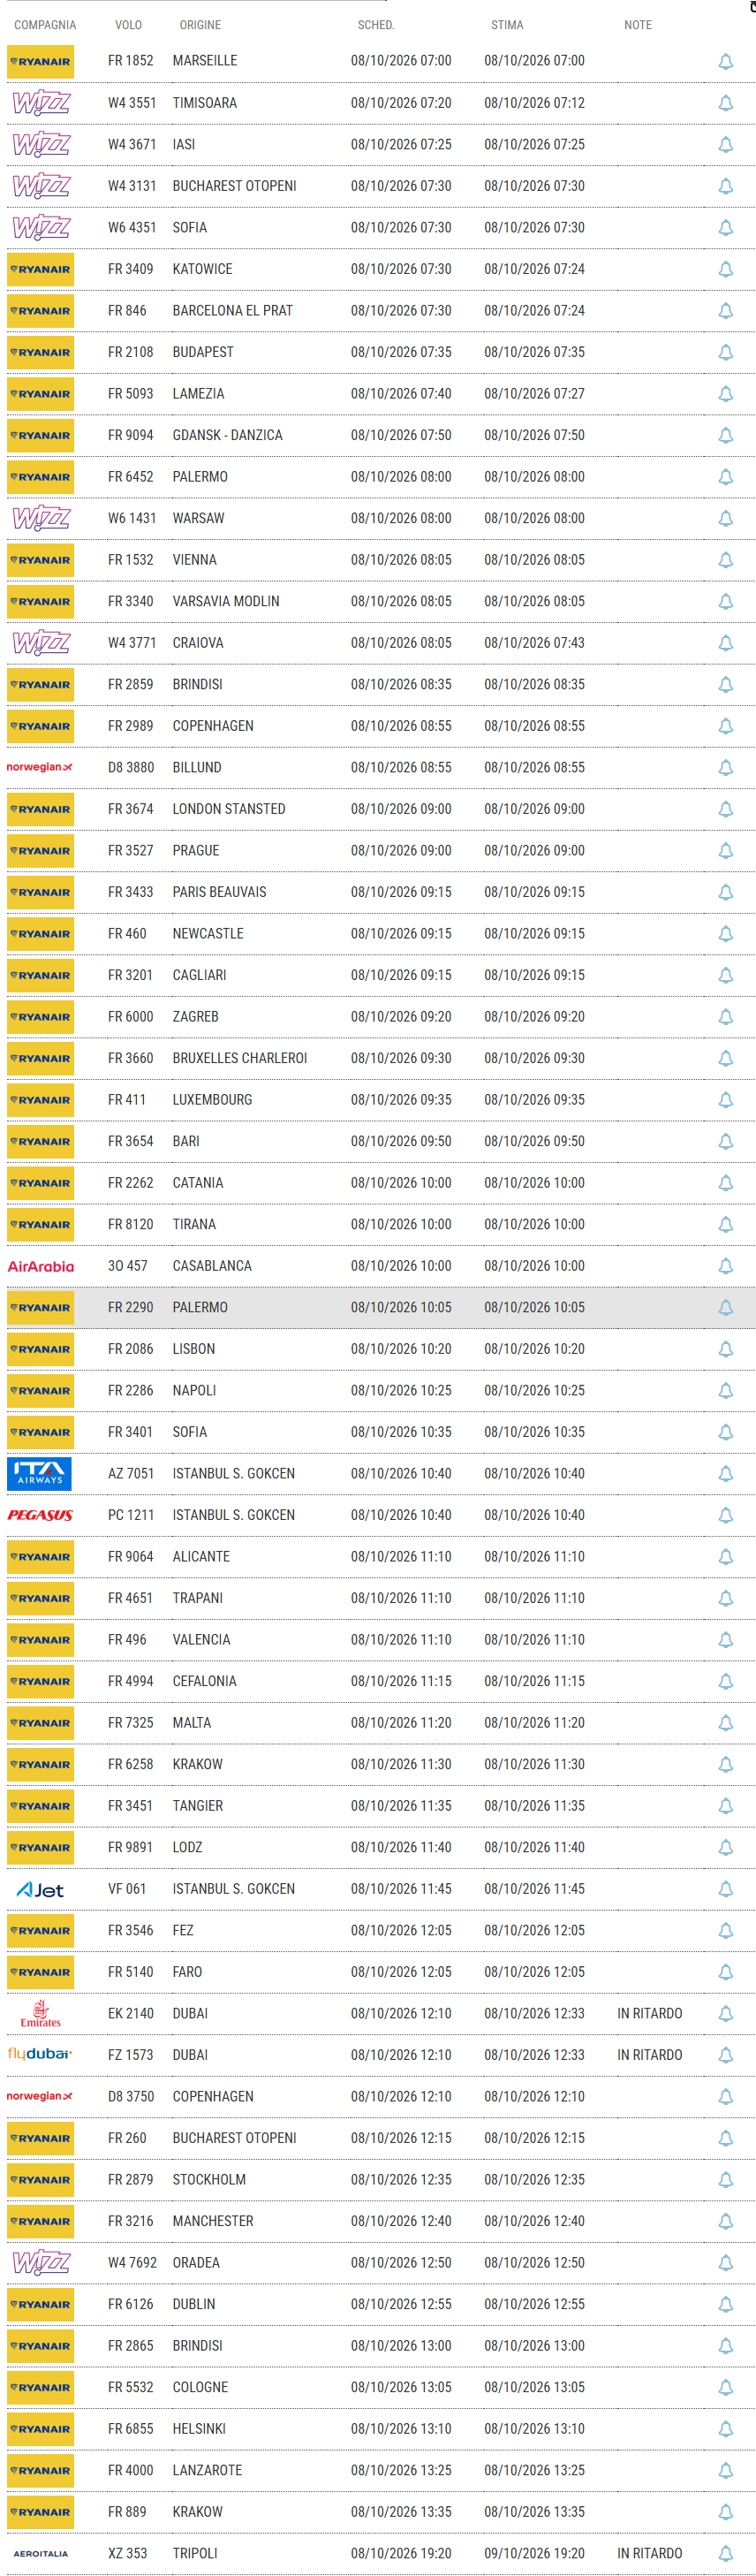 COMPAGNIA VOLO ORIGINE SCHED. STIMA NOTE
RYANAIR FR 1852 MARSEILLE 08/10/2026 07:00 08/10/2026 07:00
WIZZ W4 3551 TIMISOARA 08/10/2026 07:20 08/10/2026 07:12
WIZZ W4 3671 IASI 08/10/2026 07:25 08/10/2026 07:25
WIZZ W4 3131 BUCHAREST OTOPENI 08/10/2026 07:30 08/10/2026 07:30
WIZZ W6 4351 SOFIA 08/10/2026 07:30 08/10/2026 07:30
RYANAIR FR 3409 KATOWICE 08/10/2026 07:30 08/10/2026 07:24
RYANAIR FR 846 BARCELONA EL PRAT 08/10/2026 07:30 08/10/2026 07:24
RYANAIR FR 2108 BUDAPEST 08/10/2026 07:35 08/10/2026 07:35
RYANAIR FR 5093 LAMEZIA 08/10/2026 07:40 08/10/2026 07:27
RYANAIR FR 9094 GDANSK - DANZICA 08/10/2026 07:50 08/10/2026 07:50
RYANAIR FR 6452 PALERMO 08/10/2026 08:00 08/10/2026 08:00
WIZZ W6 1431 WARSAW 08/10/2026 08:00 08/10/2026 08:00
RYANAIR FR 1532 VIENNA 08/10/2026 08:05 08/10/2026 08:05
RYANAIR FR 3340 VARSAVIA MODLIN 08/10/2026 08:05 08/10/2026 08:05
WIZZ W4 3771 CRAIOVA 08/10/2026 08:05 08/10/2026 07:43
RYANAIR FR 2859 BRINDISI 08/10/2026 08:35 08/10/2026 08:35
RYANAIR FR 2989 COPENHAGEN 08/10/2026 08:55 08/10/2026 08:55
norwegian D8 3880 BILLUND 08/10/2026 08:55 08/10/2026 08:55
RYANAIR FR 3674 LONDON STANSTED 08/10/2026 09:00 08/10/2026 09:00
RYANAIR FR 3527 PRAGUE 08/10/2026 09:00 08/10/2026 09:00
RYANAIR FR 3433 PARIS BEAUVAIS 08/10/2026 09:15 08/10/2026 09:15
RYANAIR FR 460 NEWCASTLE 08/10/2026 09:15 08/10/2026 09:15
RYANAIR FR 3201 CAGLIARI 08/10/2026 09:15 08/10/2026 09:15
RYANAIR FR 6000 ZAGREB 08/10/2026 09:20 08/10/2026 09:20
RYANAIR FR 3660 BRUXELLES CHARLEROI 08/10/2026 09:30 08/10/2026 09:30
RYANAIR FR 411 LUXEMBOURG 08/10/2026 09:35 08/10/2026 09:35
RYANAIR FR 3654 BARI 08/10/2026 09:50 08/10/2026 09:50
RYANAIR FR 2262 CATANIA 08/10/2026 10:00 08/10/2026 10:00
RYANAIR FR 8120 TIRANA 08/10/2026 10:00 08/10/2026 10:00
AirArabia 3O 457 CASABLANCA 08/10/2026 10:00 08/10/2026 10:00
RYANAIR FR 2290 PALERMO 08/10/2026 10:05 08/10/2026 10:05
RYANAIR FR 2086 LISBON 08/10/2026 10:20 08/10/2026 10:20
RYANAIR FR 2286 NAPOLI 08/10/2026 10:25 08/10/2026 10:25
RYANAIR FR 3401 SOFIA 08/10/2026 10:35 08/10/2026 10:35
ITA AIRWAYS AZ 7051 ISTANBUL S. GOKCEN 08/10/2026 10:40 08/10/2026 10:40
PEGASUS PC 1211 ISTANBUL S. GOKCEN 08/10/2026 10:40 08/10/2026 10:40
RYANAIR FR 9064 ALICANTE 08/10/2026 11:10 08/10/2026 11:10
RYANAIR FR 4651 TRAPANI 08/10/2026 11:10 08/10/2026 11:10
RYANAIR FR 496 VALENCIA 08/10/2026 11:10 08/10/2026 11:10
RYANAIR FR 4994 CEFALONIA 08/10/2026 11:15 08/10/2026 11:15
RYANAIR FR 7325 MALTA 08/10/2026 11:20 08/10/2026 11:20
RYANAIR FR 6258 KRAKOW 08/10/2026 11:30 08/10/2026 11:30
RYANAIR FR 3451 TANGIER 08/10/2026 11:35 08/10/2026 11:35
RYANAIR FR 9891 LODZ 08/10/2026 11:40 08/10/2026 11:40
AJet VF 061 ISTANBUL S. GOKCEN 08/10/2026 11:45 08/10/2026 11:45
RYANAIR FR 3546 FEZ 08/10/2026 12:05 08/10/2026 12:05
RYANAIR FR 5140 FARO 08/10/2026 12:05 08/10/2026 12:05
Emirates EK 2140 DUBAI 08/10/2026 12:10 08/10/2026 12:33 IN RITARDO
flydubai FZ 1573 DUBAI 08/10/2026 12:10 08/10/2026 12:33 IN RITARDO
norwegian D8 3750 COPENHAGEN 08/10/2026 12:10 08/10/2026 12:10
RYANAIR FR 260 BUCHAREST OTOPENI 08/10/2026 12:15 08/10/2026 12:15
RYANAIR FR 2879 STOCKHOLM 08/10/2026 12:35 08/10/2026 12:35
RYANAIR FR 3216 MANCHESTER 08/10/2026 12:40 08/10/2026 12:40
WIZZ W4 7692 ORADEA 08/10/2026 12:50 08/10/2026 12:50
RYANAIR FR 6126 DUBLIN 08/10/2026 12:55 08/10/2026 12:55
RYANAIR FR 2865 BRINDISI 08/10/2026 13:00 08/10/2026 13:00
RYANAIR FR 5532 COLOGNE 08/10/2026 13:05 08/10/2026 13:05
RYANAIR FR 6855 HELSINKI 08/10/2026 13:10 08/10/2026 13:10
RYANAIR FR 4000 LANZAROTE 08/10/2026 13:25 08/10/2026 13:25
RYANAIR FR 889 KRAKOW 08/10/2026 13:35 08/10/2026 13:35
AEROITALIA XZ 353 TRIPOLI 08/10/2026 19:20 09/10/2026 19:20 IN RITARDO